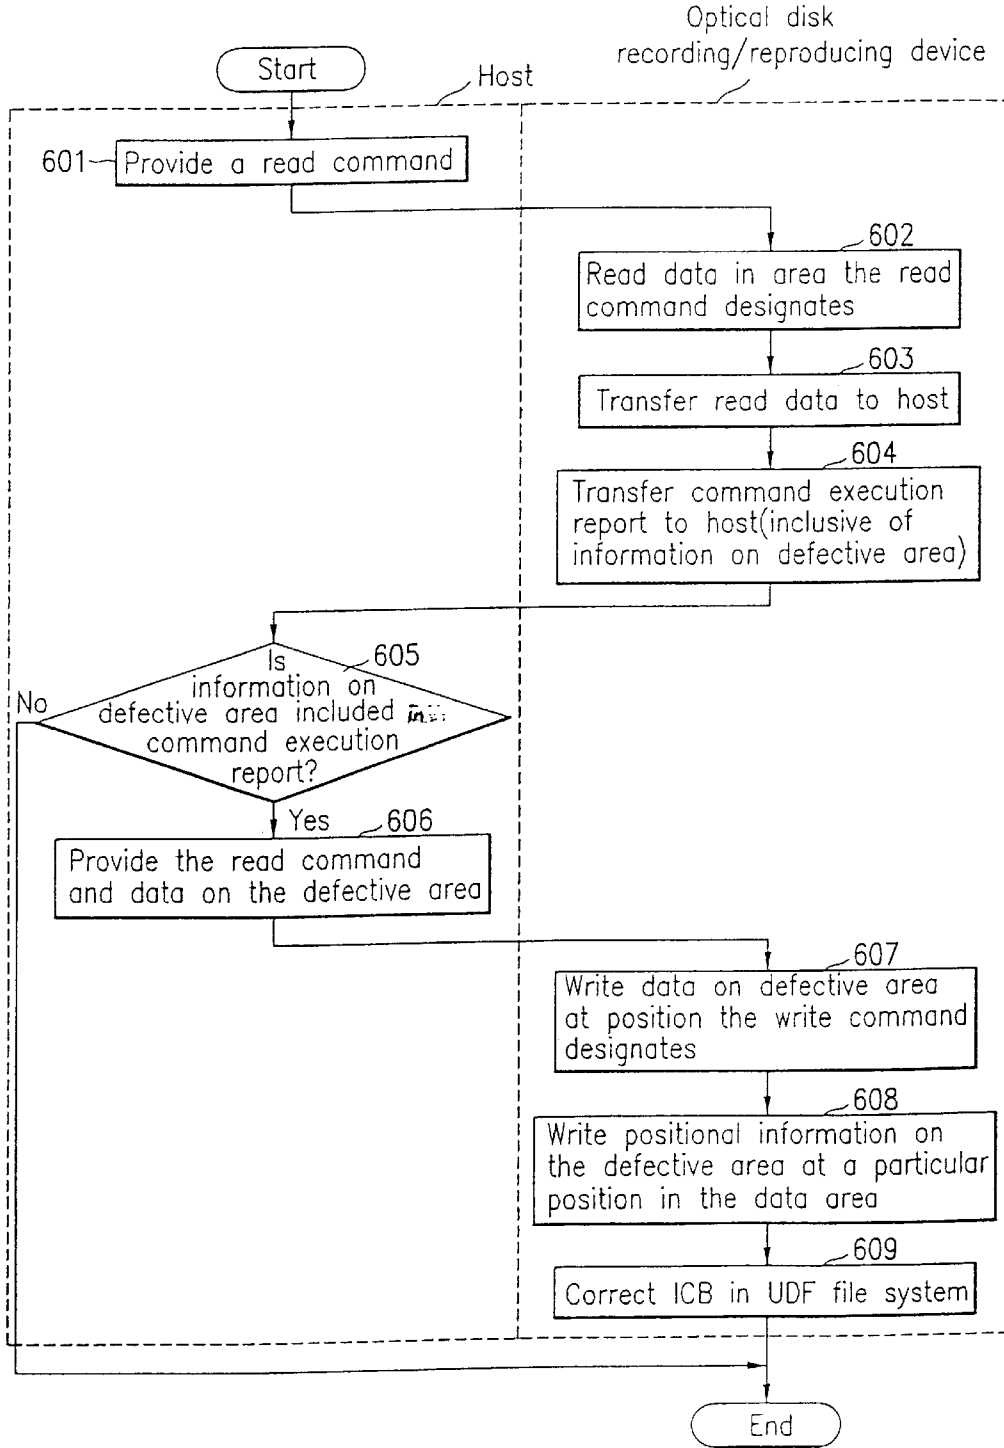 Optical disk
recording/reproducing device
Start
Host
601
Provide a read command
602
Read data in area the read
command designates
603
Transfer read data to host
604
Transfer command execution
report to host(inclusive of
information on defective area)
605
Is
information on
defective area included in
command execution
report?
No
Yes
606
Provide the read command
and data on the defective area
607
Write data on defective area
at position the write command
designates
608
Write positional information on
the defective area at a particular
position in the data area
609
Correct ICB in UDF file system
End